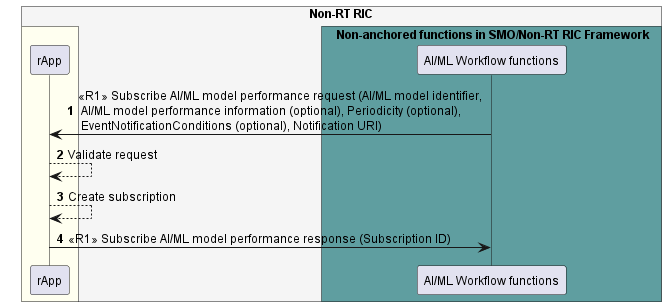 Non-RT RIC
Non-anchored functions in SMO/Non-RT RIC Framework
rApp
AI/ML Workflow functions
«R1» Subscribe AI/ML model performance request (AI/ML model identifier,
1 AI/ML model performance information (optional), Periodicity (optional),
EventNotificationConditions (optional), Notification URI)
2 Validate request
3 Create subscription
4 «R1» Subscribe AI/ML model performance response (Subscription ID)
rApp
AI/ML Workflow functions